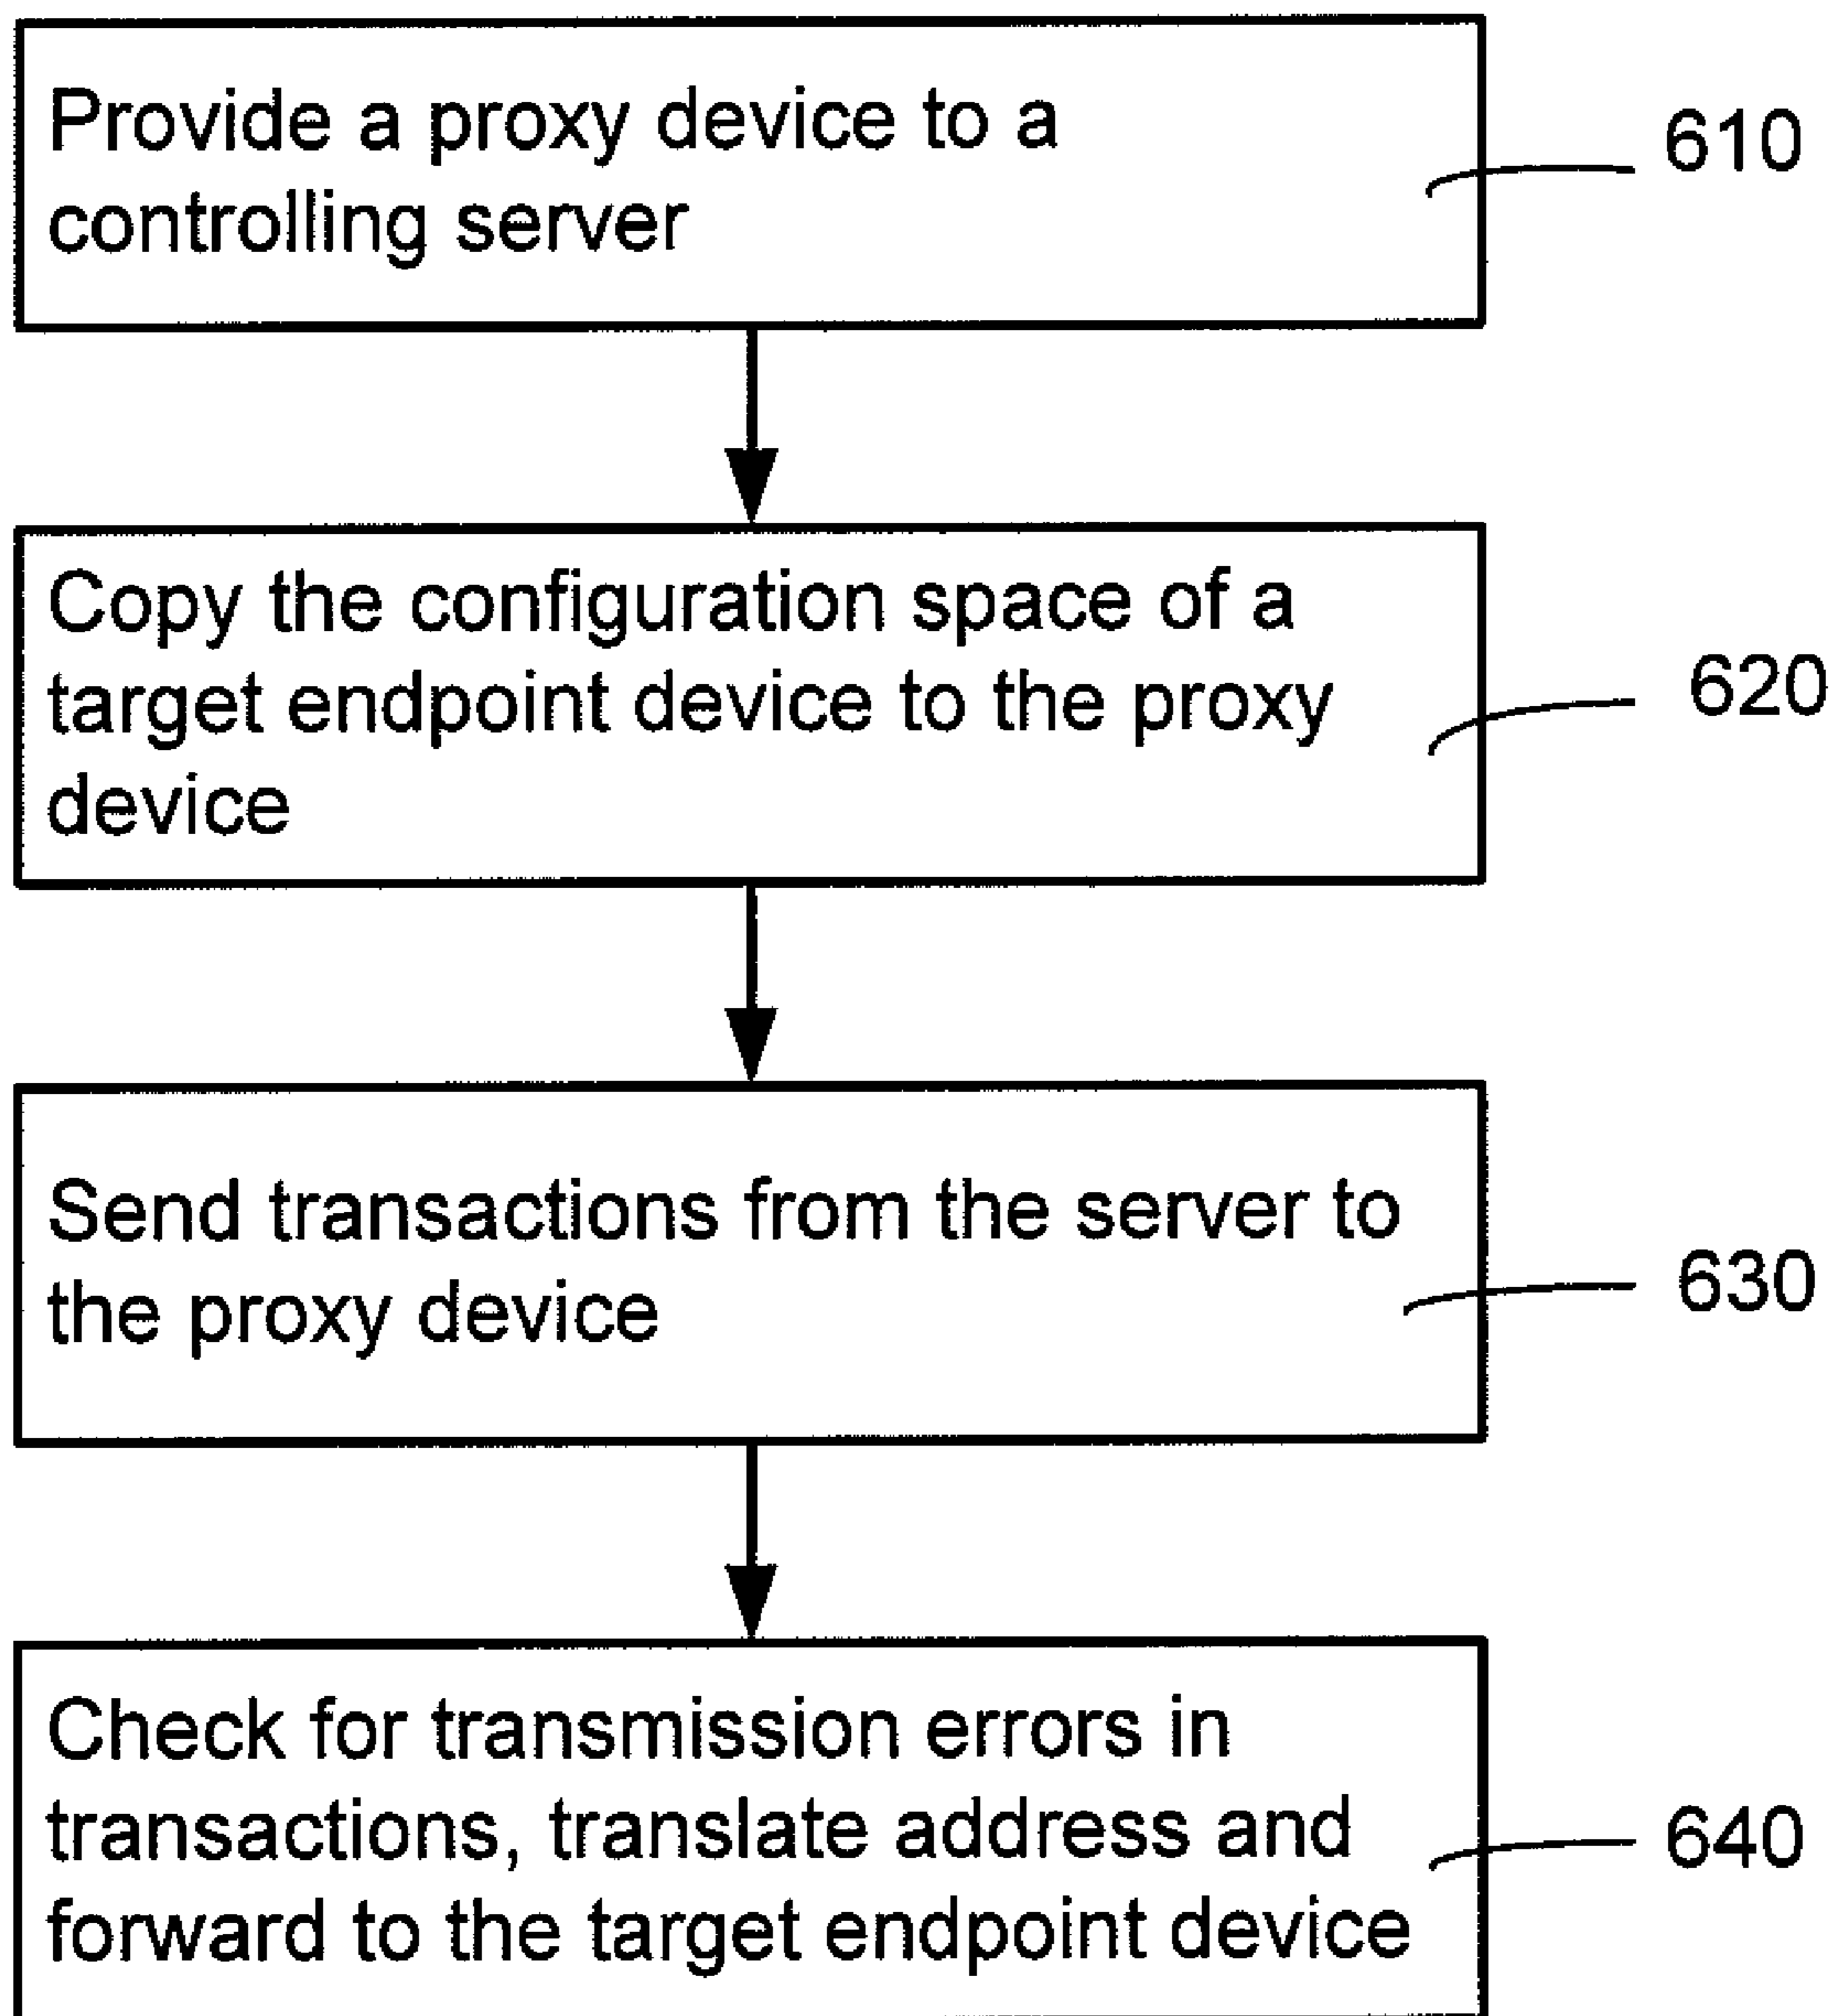 Provide a proxy device to a
controlling server
610
Copy the configuration space of a
target endpoint device to the proxy
device
620
Send transactions from the server to
the proxy device
630
Check for transmission errors in
transactions, translate address and
forward to the target endpoint device
640